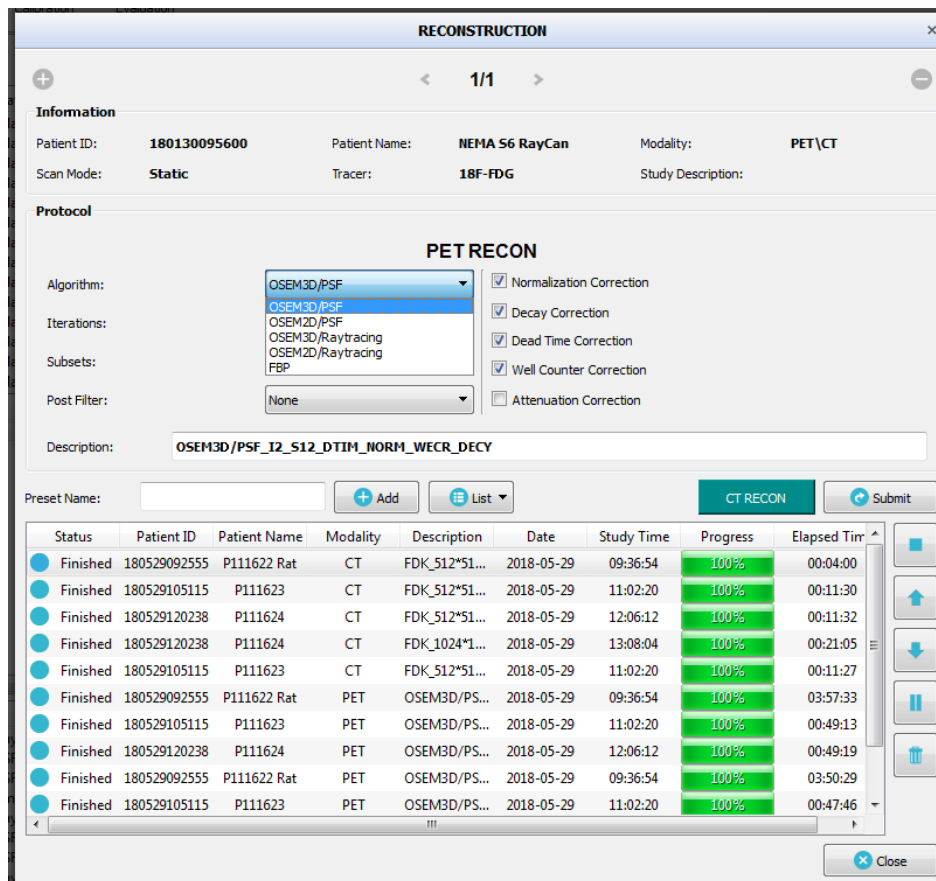 Calibration Evaluation
RECONSTRUCTION
1/1
Information
Patient ID: 180130095600 Patient Name: NEMA S6 RayCan Modality: PET\CT
Scan Mode: Static Tracer: 18F-FDG Study Description:
Protocol
PET RECON
Algorithm: OSEM3D/PSF Normalization Correction
OSEM3D/PSF
OSEM2D/PSF Decay Correction
Iterations:
OSEM3D/Raytracing Dead Time Correction
OSEM2D/Raytracing
Subsets:
FBP Well Counter Correction
Post Filter: None Attenuation Correction
Description: OSEM3D/PSF_I2_S12_DTIM_NORM_WECR_DECY
Preset Name: Add List CT RECON Submit
Status Patient ID Patient Name Modality Description Date Study Time Progress Elapsed Tim
Finished 180529092555 P111622 Rat CT FDK_512*51... 2018-05-29 09:36:54 100% 00:04:00
Finished 180529105115 P111623 CT FDK_512*51... 2018-05-29 11:02:20 100% 00:11:30
Finished 180529120238 P111624 CT FDK_512*51... 2018-05-29 12:06:12 100% 00:11:32
Finished 180529120238 P111624 CT FDK_1024*1... 2018-05-29 13:08:04 100% 00:21:05
Finished 180529105115 P111623 CT FDK_512*51... 2018-05-29 11:02:20 100% 00:11:27
Finished 180529092555 P111622 Rat PET OSEM3D/PS... 2018-05-29 09:36:54 100% 03:57:33
Finished 180529105115 P111623 PET OSEM3D/PS... 2018-05-29 11:02:20 100% 00:49:13
Finished 180529120238 P111624 PET OSEM3D/PS... 2018-05-29 12:06:12 100% 00:49:19
Finished 180529092555 P111622 Rat PET OSEM3D/PS... 2018-05-29 09:36:54 100% 03:50:29
Finished 180529105115 P111623 PET OSEM3D/PS... 2018-05-29 11:02:20 100% 00:47:46
Close